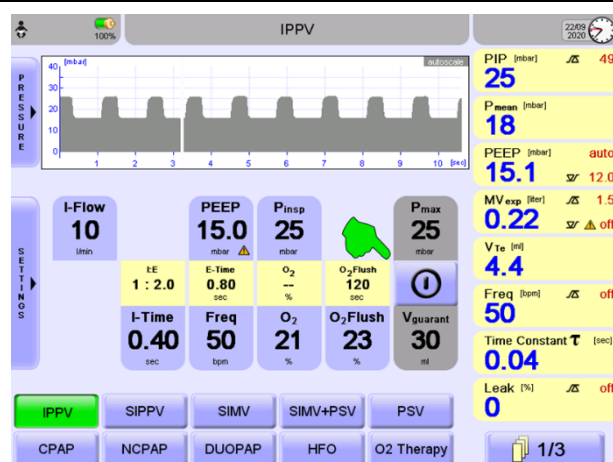 100%
IPPV
22/09
2020
PRESSURE
[mbar]
autoscale
40
30
20
10
0
1 2 3 4 5 6 7 8 9 10 [sec]
PIP [mbar] 49
25
Pmean [mbar]
18
PEEP [mbar] auto
15.1 12.0
MVexp [liter] 1.5
0.22 off
VTe [ml]
4.4
Freq [bpm] off
50
Time Constant τ [sec]
0.04
Leak [%] off
0
1/3
SETTINGS
I-Flow PEEP Pinsp Pmax
10 15.0 25 25
l/min mbar mbar mbar
I:E E-Time O2 O2Flush
1 : 2.0 0.80 -- 120
sec % sec
I-Time Freq O2 O2Flush Vguarant
0.40 50 21 23 30
sec bpm % % ml
IPPV SIPPV SIMV SIMV+PSV PSV
CPAP NCPAP DUOPAP HFO O2 Therapy